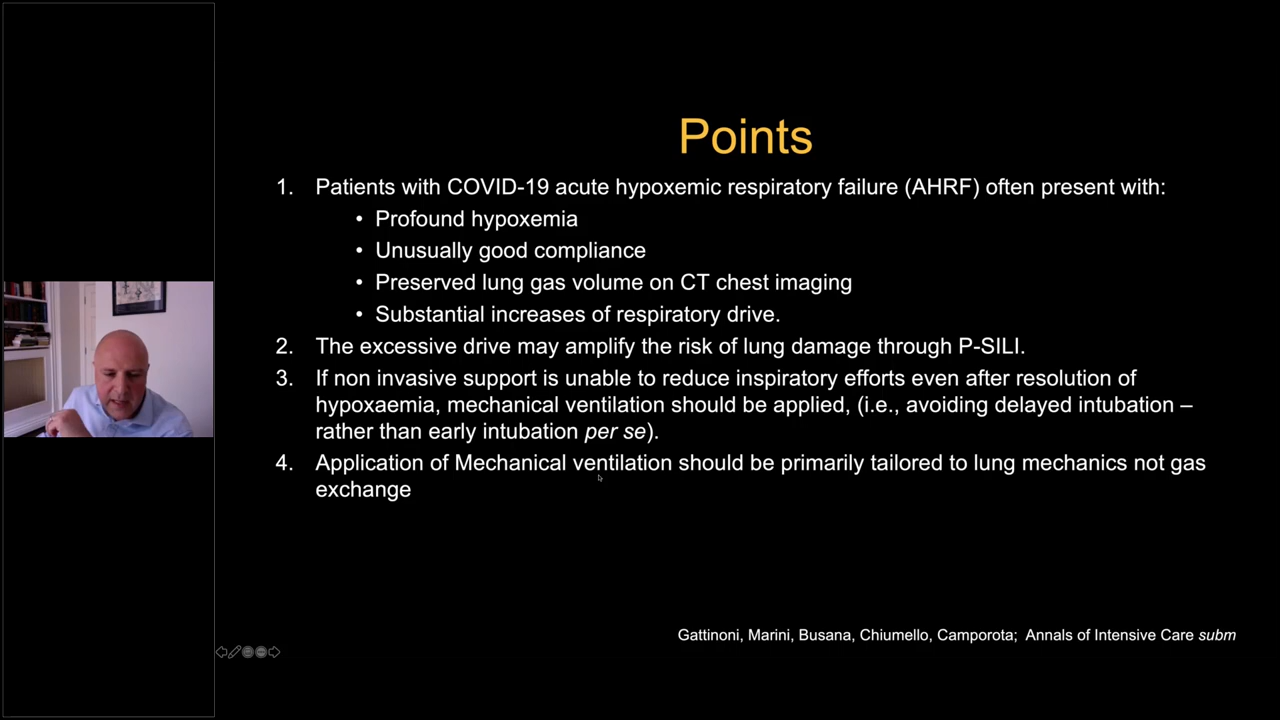 Points
1. Patients with COVID-19 acute hypoxemic respiratory failure (AHRF) often present with:
• Profound hypoxemia
• Unusually good compliance
• Preserved lung gas volume on CT chest imaging
• Substantial increases of respiratory drive.
2. The excessive drive may amplify the risk of lung damage through P-SILI.
3. If non invasive support is unable to reduce inspiratory efforts even after resolution of
hypoxaemia, mechanical ventilation should be applied, (i.e., avoiding delayed intubation –
rather than early intubation per se).
4. Application of Mechanical ventilation should be primarily tailored to lung mechanics not gas
exchange
Gattinoni, Marini, Busana, Chiumello, Camporota; Annals of Intensive Care subm